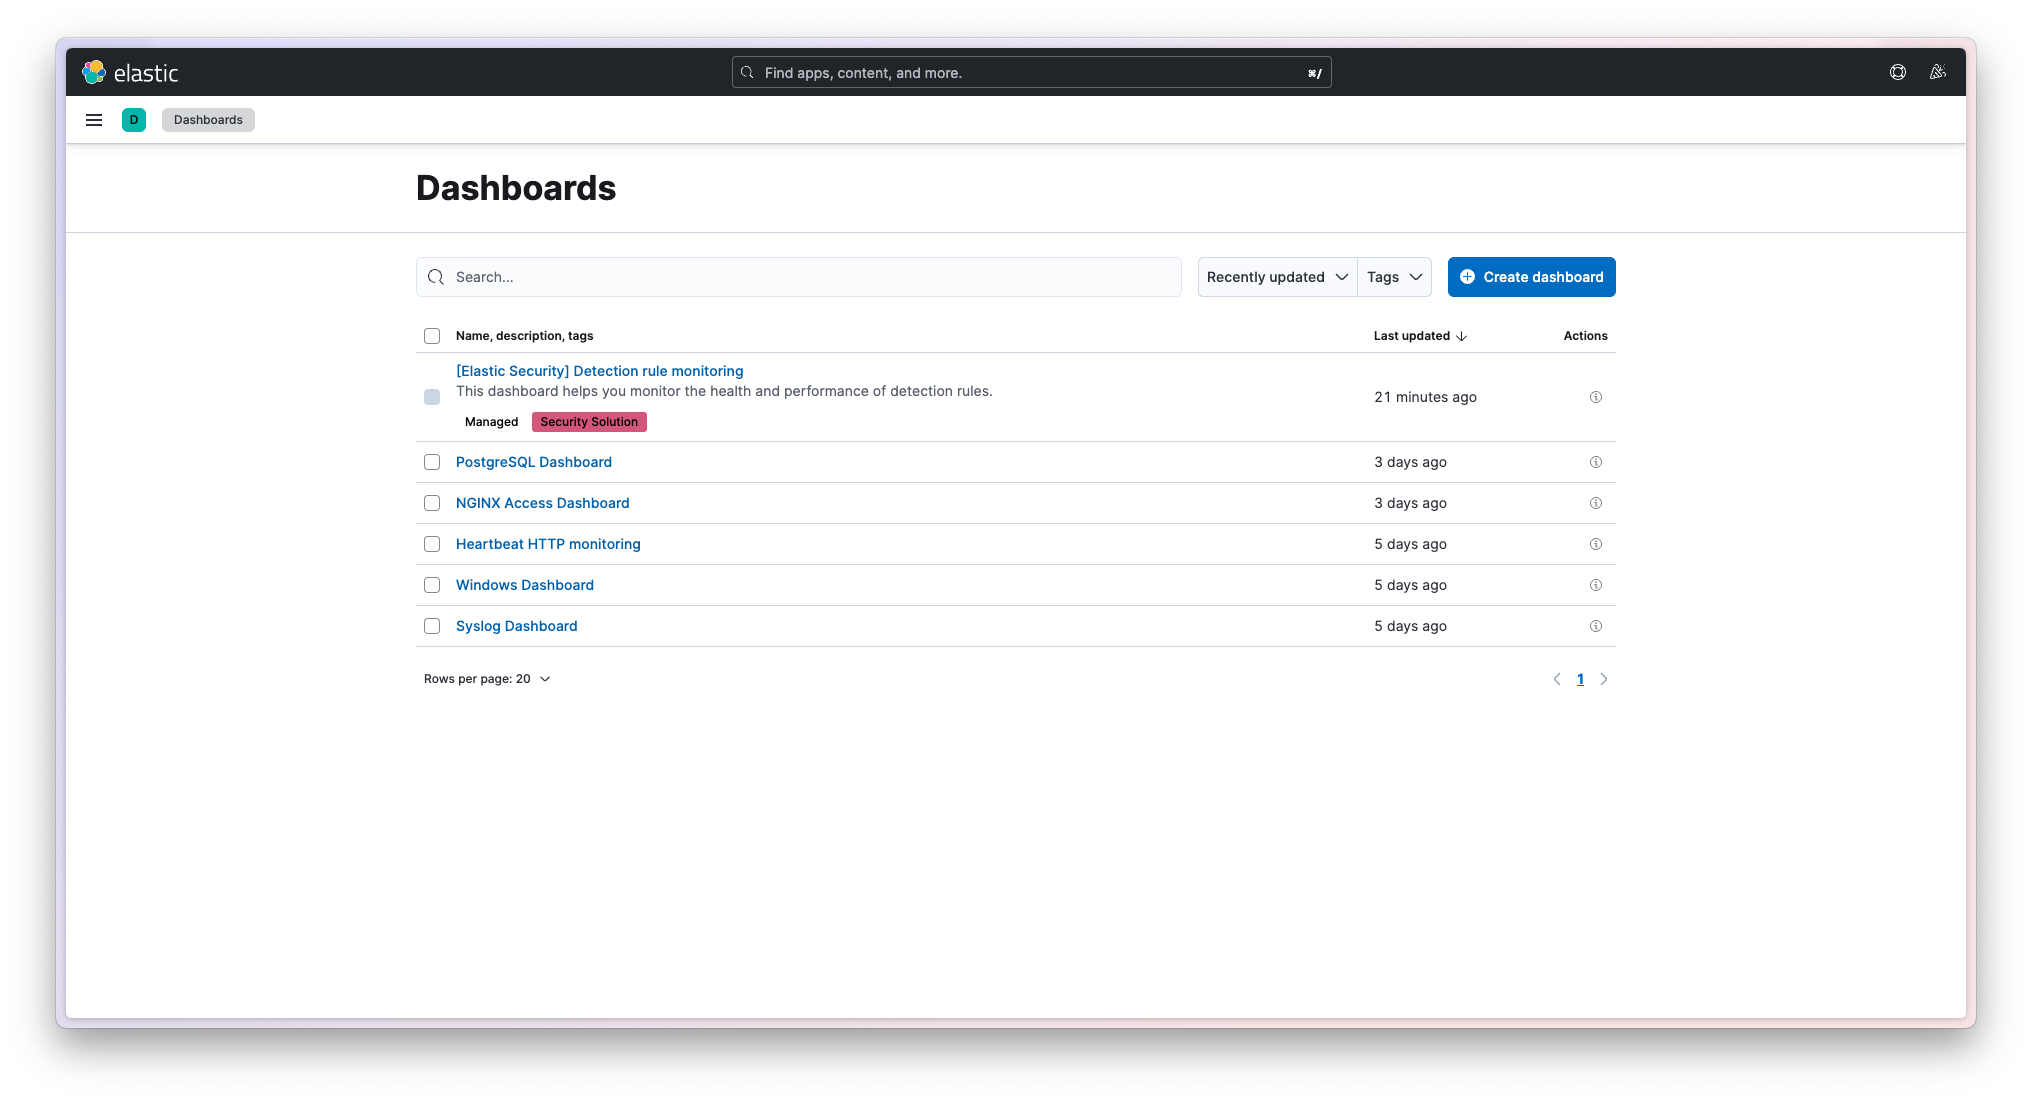 elastic
Find apps, content, and more.
⌘/
D
Dashboards
Dashboards
Search...
Recently updated
Tags
Create dashboard
Name, description, tags
Last updated
Actions
[Elastic Security] Detection rule monitoring
This dashboard helps you monitor the health and performance of detection rules.
21 minutes ago
Managed
Security Solution
PostgreSQL Dashboard
3 days ago
NGINX Access Dashboard
3 days ago
Heartbeat HTTP monitoring
5 days ago
Windows Dashboard
5 days ago
Syslog Dashboard
5 days ago
Rows per page: 20
1